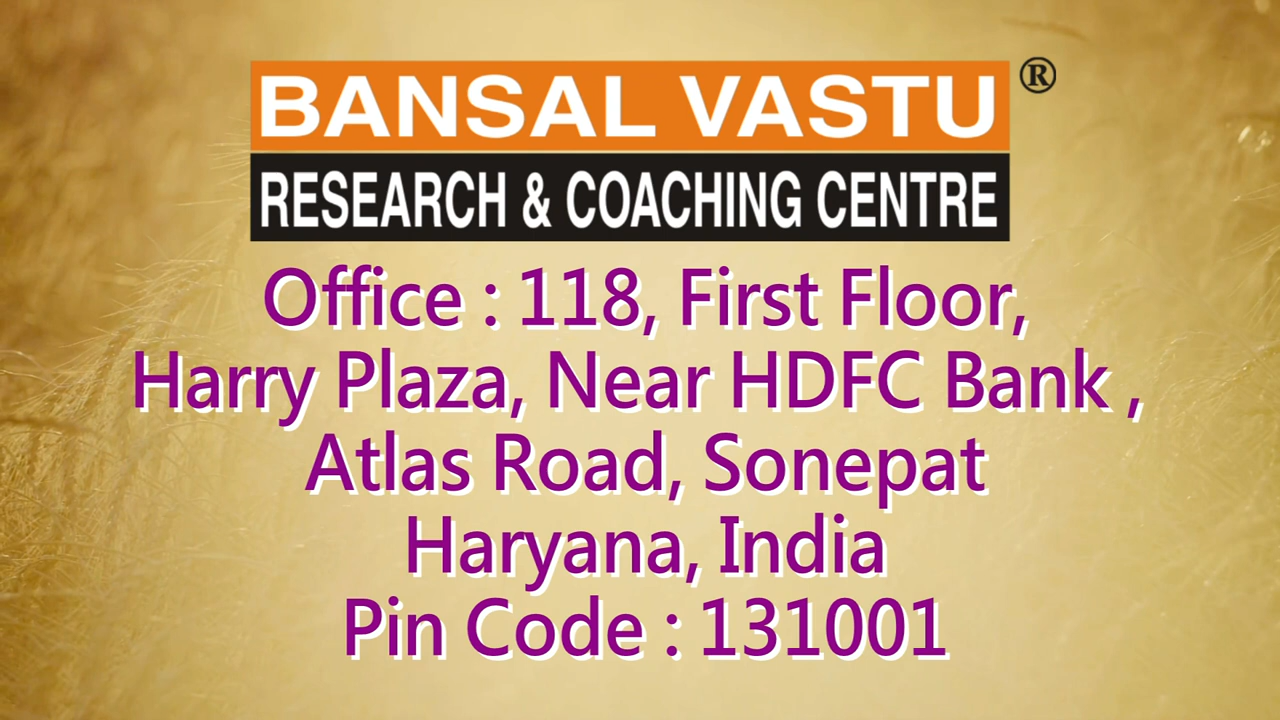 BANSAL VASTU ®
RESEARCH & COACHING CENTRE
Office : 118, First Floor,
Harry Plaza, Near HDFC Bank ,
Atlas Road, Sonepat
Haryana, India
Pin Code : 131001